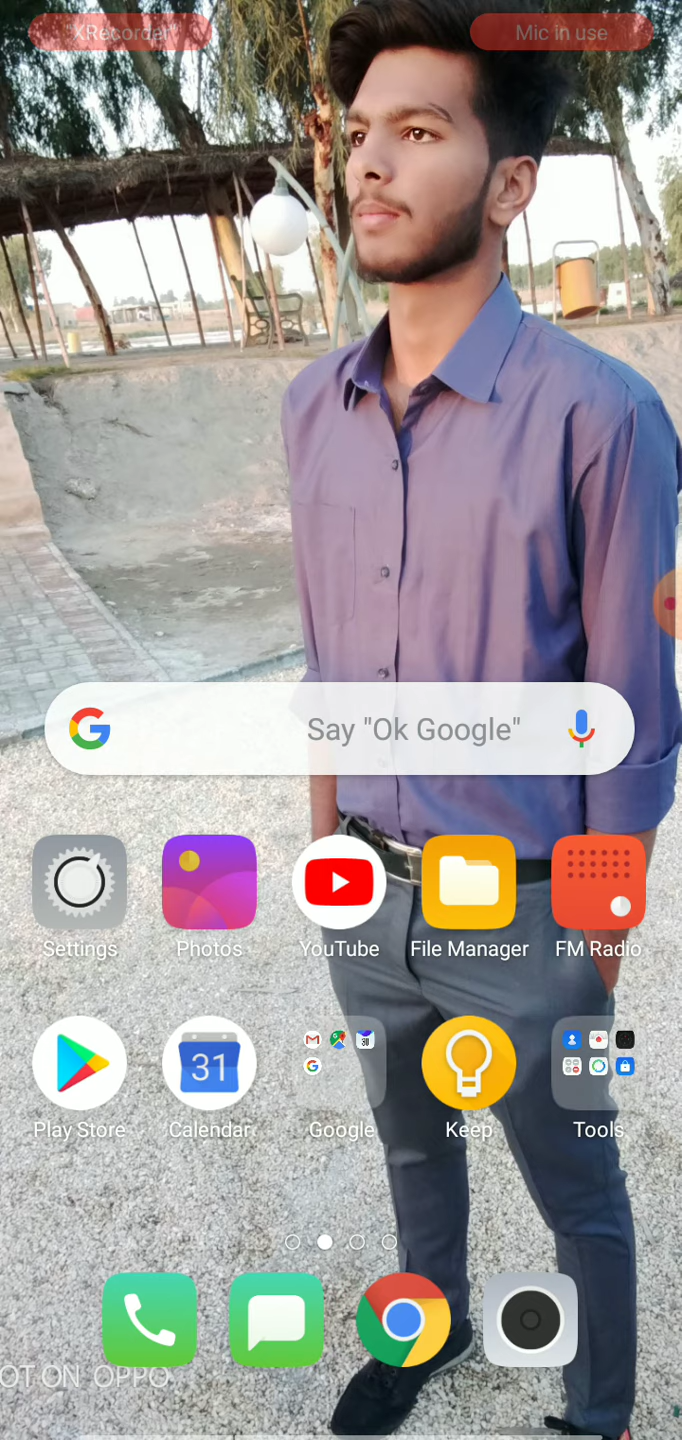 "XRecorder"
Mic in use
Say "Ok Google"
Settings
Photos
YouTube
File Manager
FM Radio
Play Store
31
Calendar
Google
Keep
Tools
OT ON OPPO